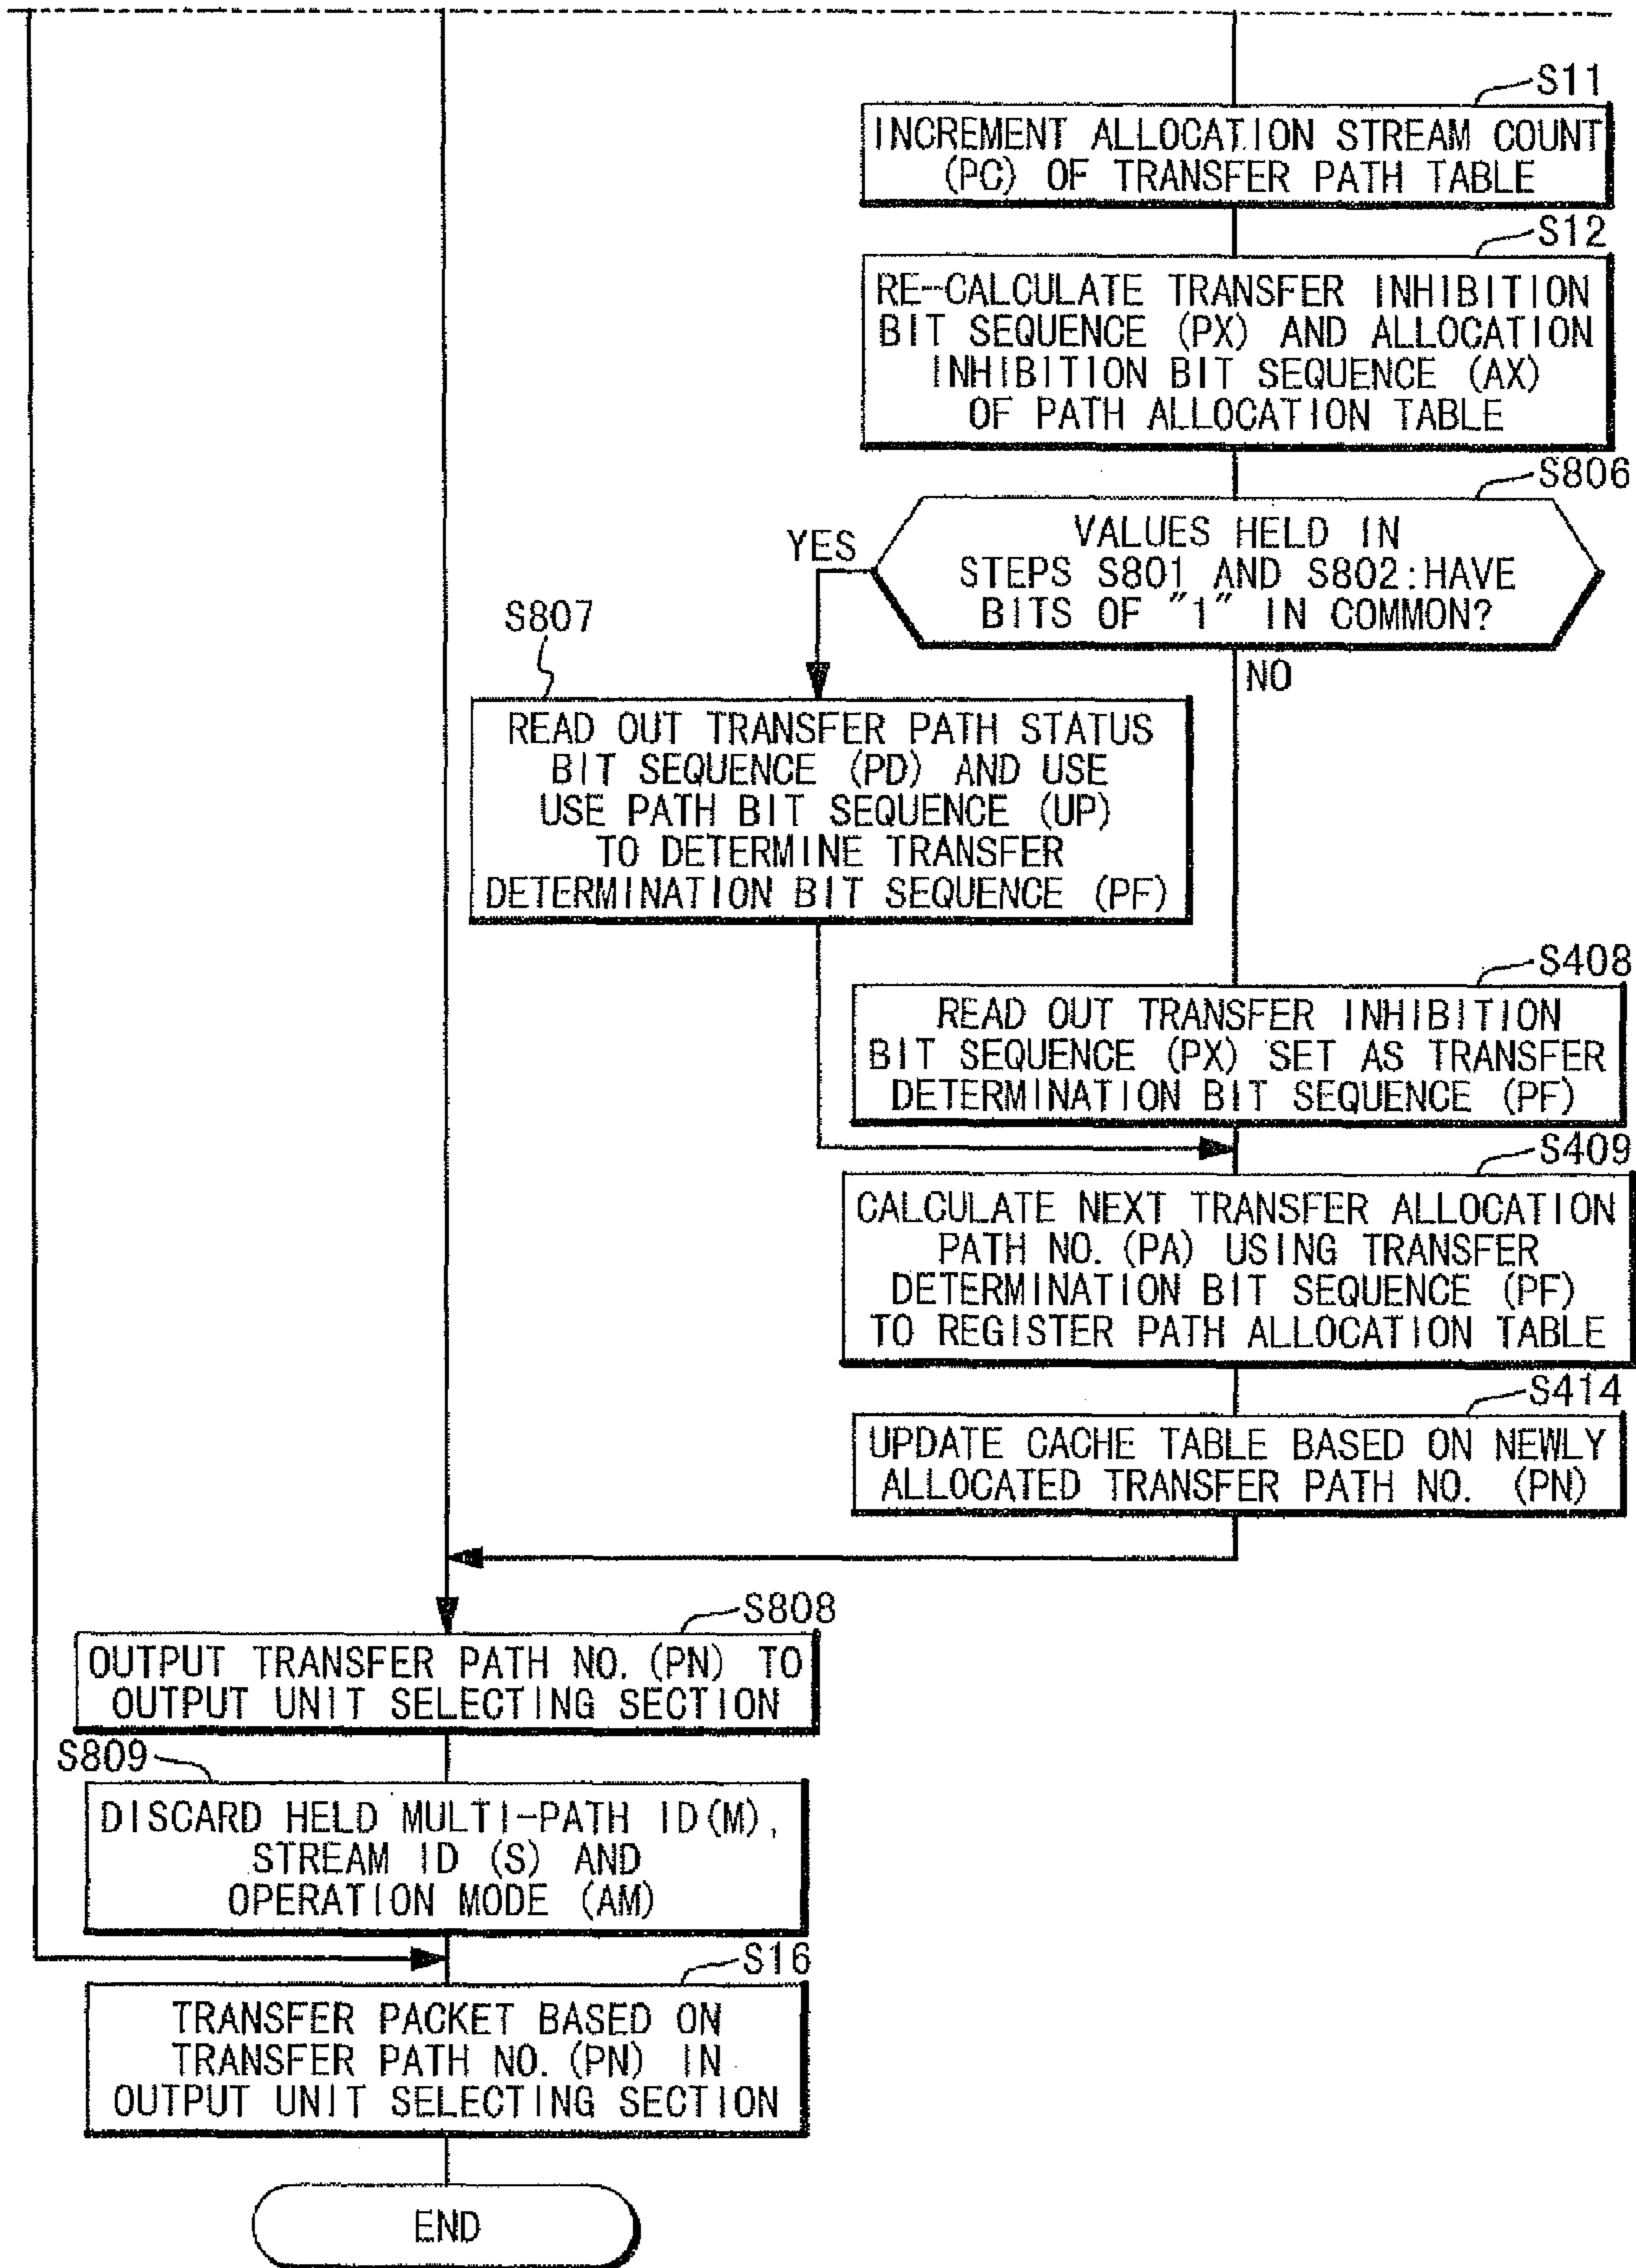 S11
INCREMENT ALLOCATION STREAM COUNT
(PC) OF TRANSFER PATH TABLE
S12
RE-CALCULATE TRANSFER INHIBITION
BIT SEQUENCE (PX) AND ALLOCATION
INHIBITION BIT SEQUENCE (AX)
OF PATH ALLOCATION TABLE
S806
VALUES HELD IN
STEPS S801 AND S802:HAVE
BITS OF "1" IN COMMON?
YES
NO
S807
READ OUT TRANSFER PATH STATUS
BIT SEQUENCE (PD) AND USE
USE PATH BIT SEQUENCE (UP)
TO DETERMINE TRANSFER
DETERMINATION BIT SEQUENCE (PF)
S408
READ OUT TRANSFER INHIBITION
BIT SEQUENCE (PX) SET AS TRANSFER
DETERMINATION BIT SEQUENCE (PF)
S409
CALCULATE NEXT TRANSFER ALLOCATION
PATH NO. (PA) USING TRANSFER
DETERMINATION BIT SEQUENCE (PF)
TO REGISTER PATH ALLOCATION TABLE
S414
UPDATE CACHE TABLE BASED ON NEWLY
ALLOCATED TRANSFER PATH NO. (PN)
S808
OUTPUT TRANSFER PATH NO. (PN) TO
OUTPUT UNIT SELECTING SECTION
S809
DISCARD HELD MULTI-PATH ID(M),
STREAM ID (S) AND
OPERATION MODE (AM)
S16
TRANSFER PACKET BASED ON
TRANSFER PATH NO. (PN) IN
OUTPUT UNIT SELECTING SECTION
END